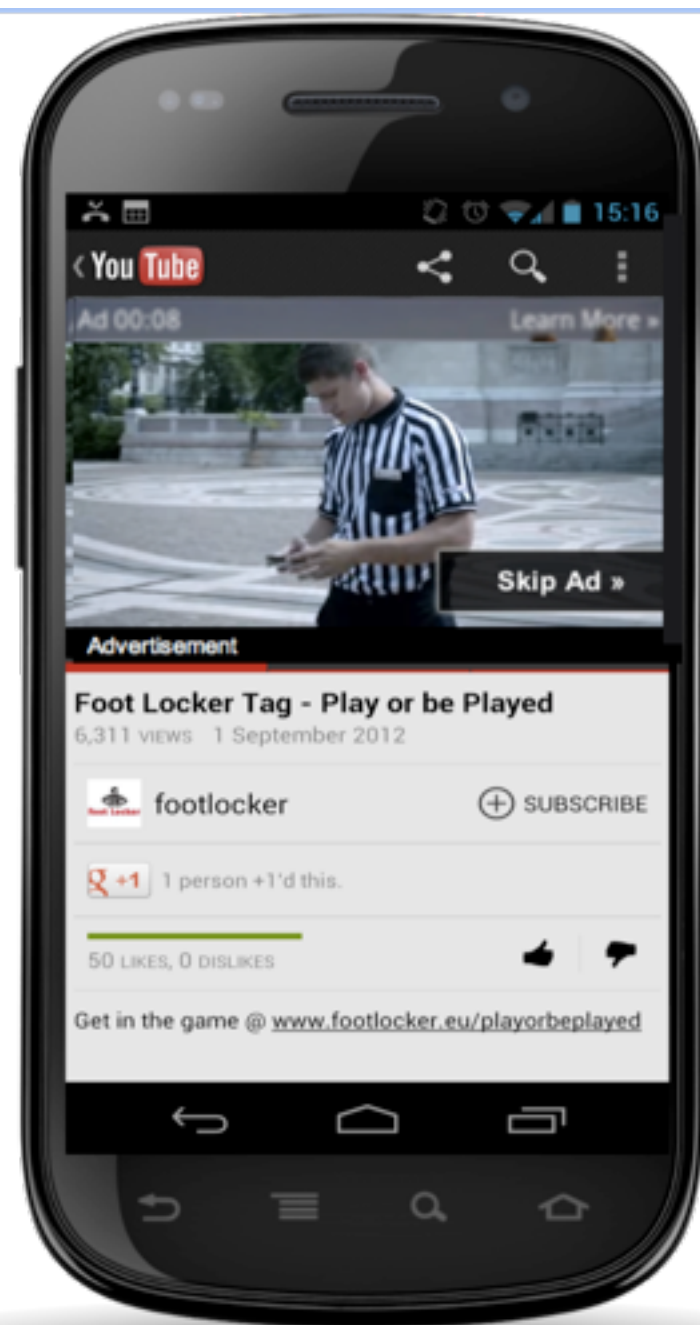 15:16
You Tube
Ad 00:08 Learn More »
Skip Ad »
Advertisement
Foot Locker Tag - Play or be Played
6,311 VIEWS 1 September 2012
Foot Locker
footlocker SUBSCRIBE
g +1 1 person +1'd this.
50 LIKES, 0 DISLIKES
Get in the game @ www.footlocker.eu/playorbeplayed